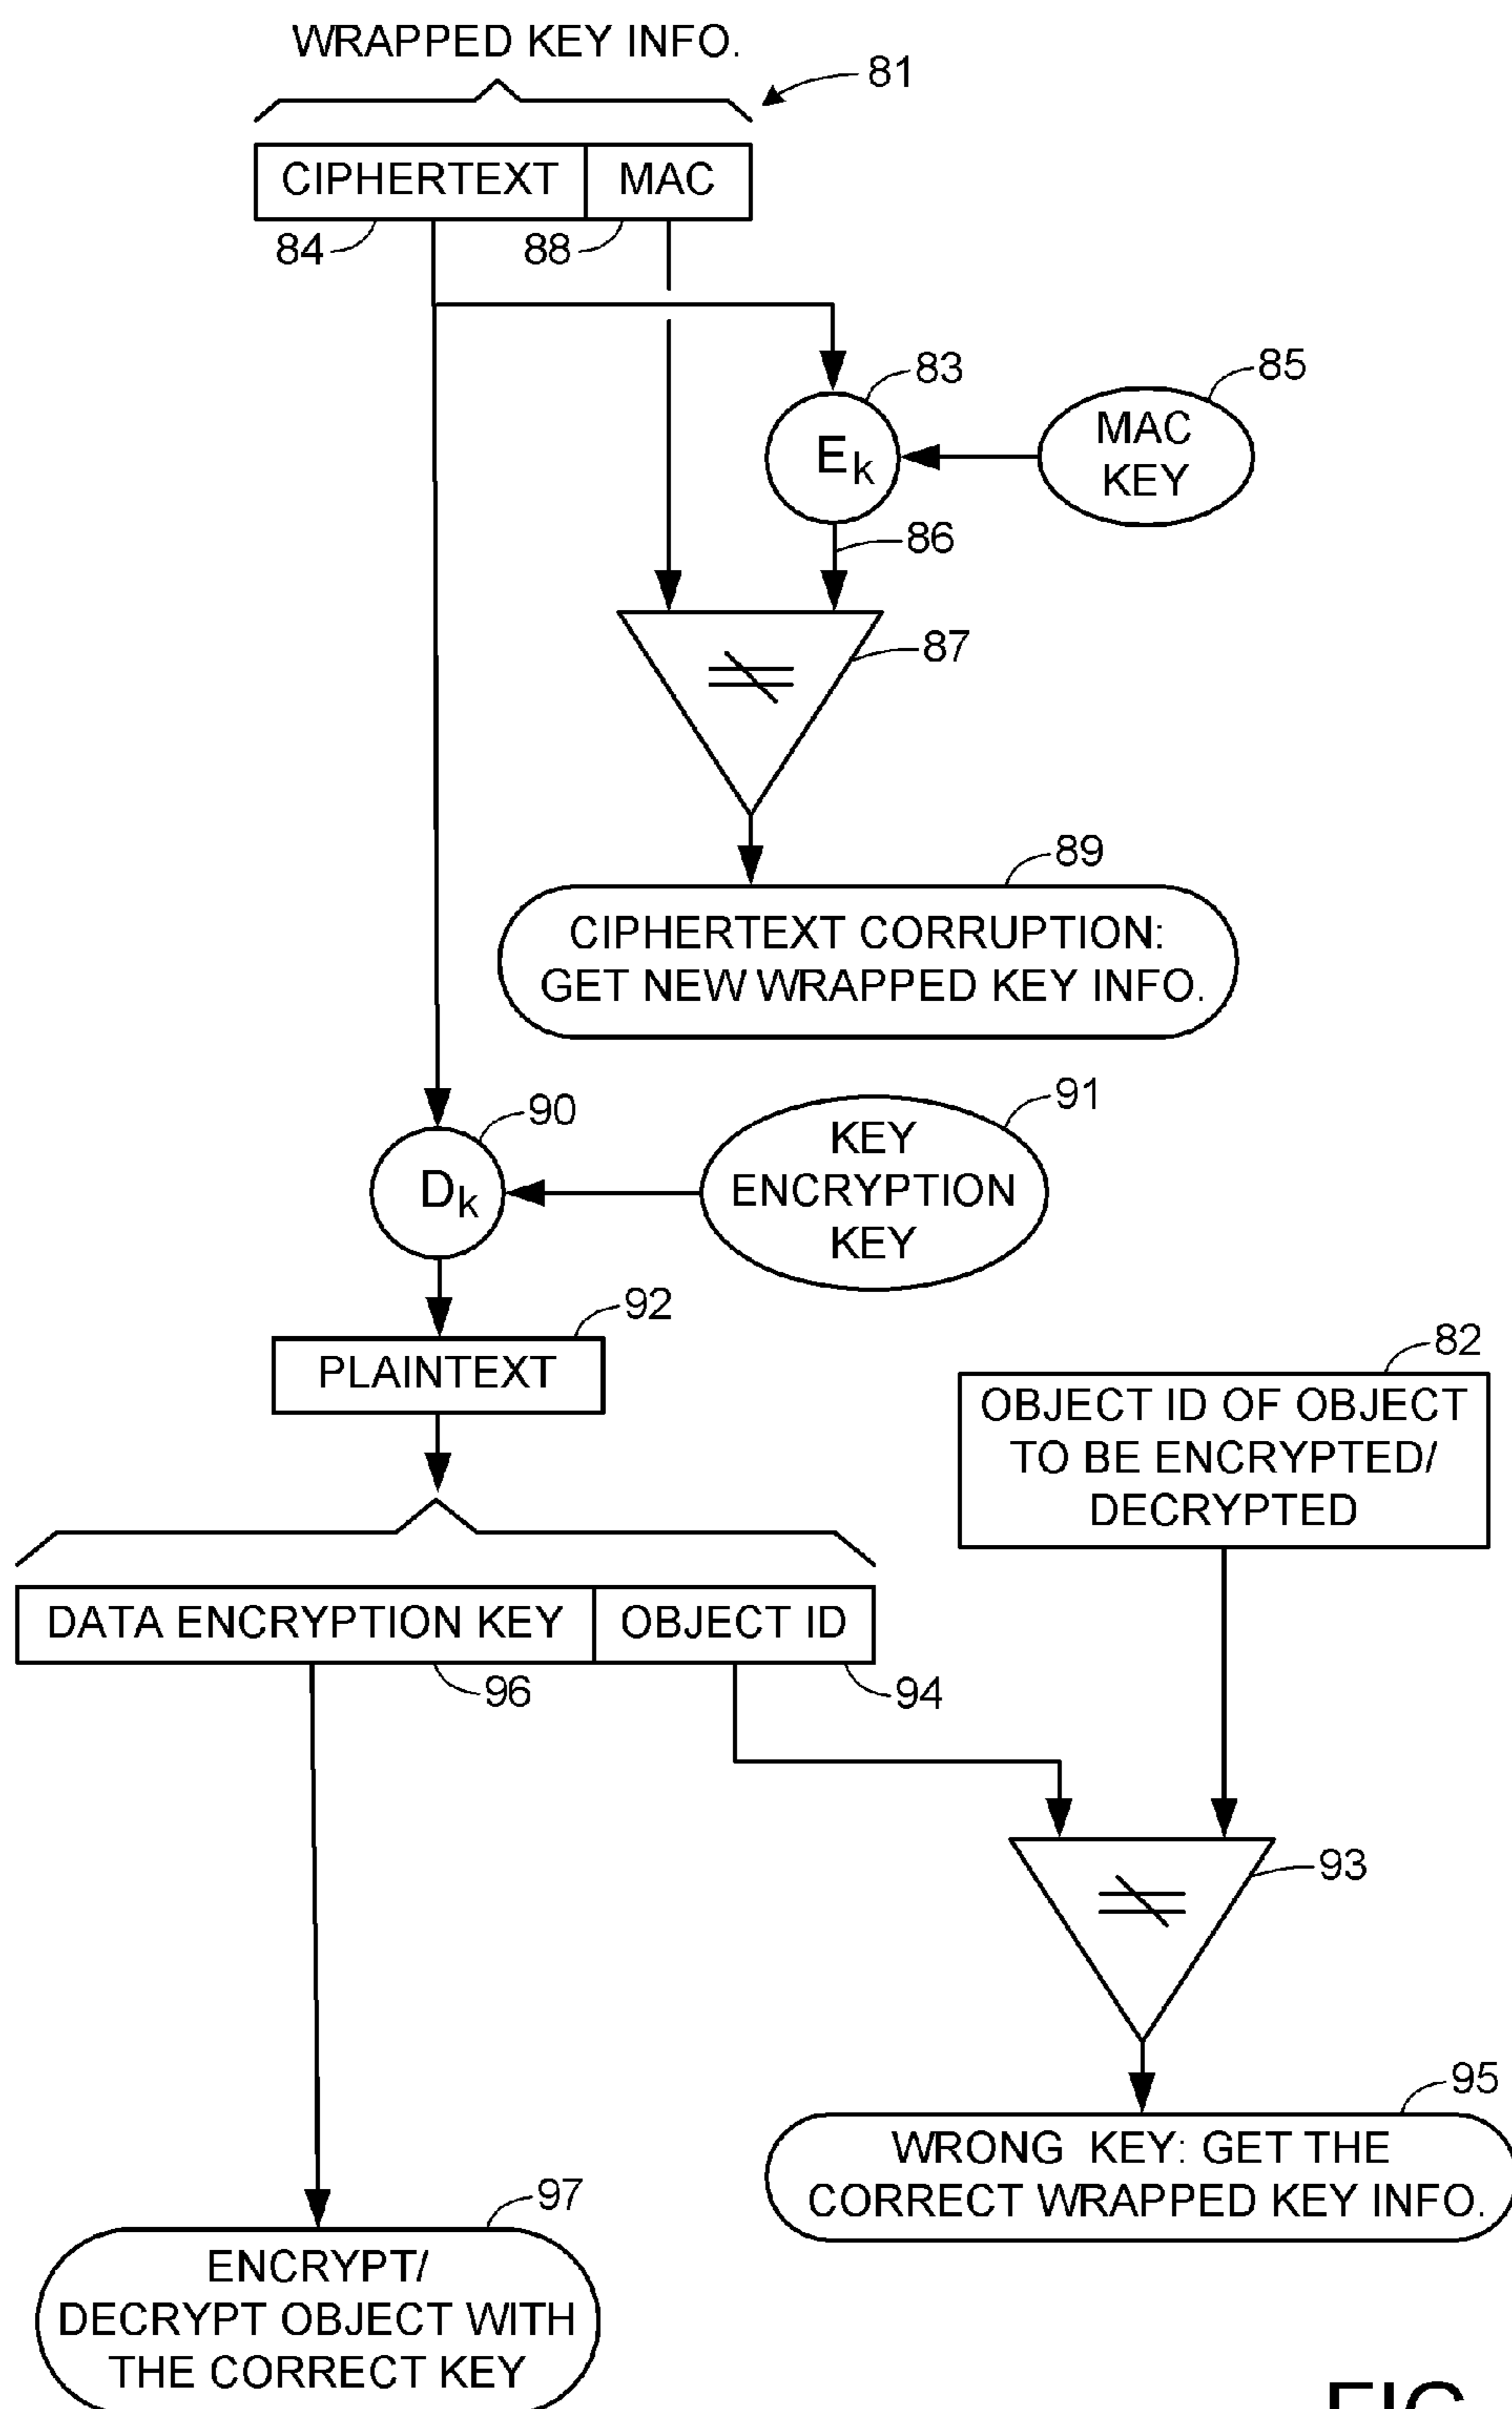 WRAPPED KEY INFO.
81
CIPHERTEXT MAC
84 88
83
85
E k
MAC
KEY
86
87
≠
89
CIPHERTEXT CORRUPTION:
GET NEW WRAPPED KEY INFO.
90
91
D k
KEY
ENCRYPTION
KEY
92
PLAINTEXT
82
OBJECT ID OF OBJECT
TO BE ENCRYPTED/
DECRYPTED
DATA ENCRYPTION KEY OBJECT ID
96 94
93
≠
95
WRONG KEY: GET THE
CORRECT WRAPPED KEY INFO.
97
ENCRYPT/
DECRYPT OBJECT WITH
THE CORRECT KEY